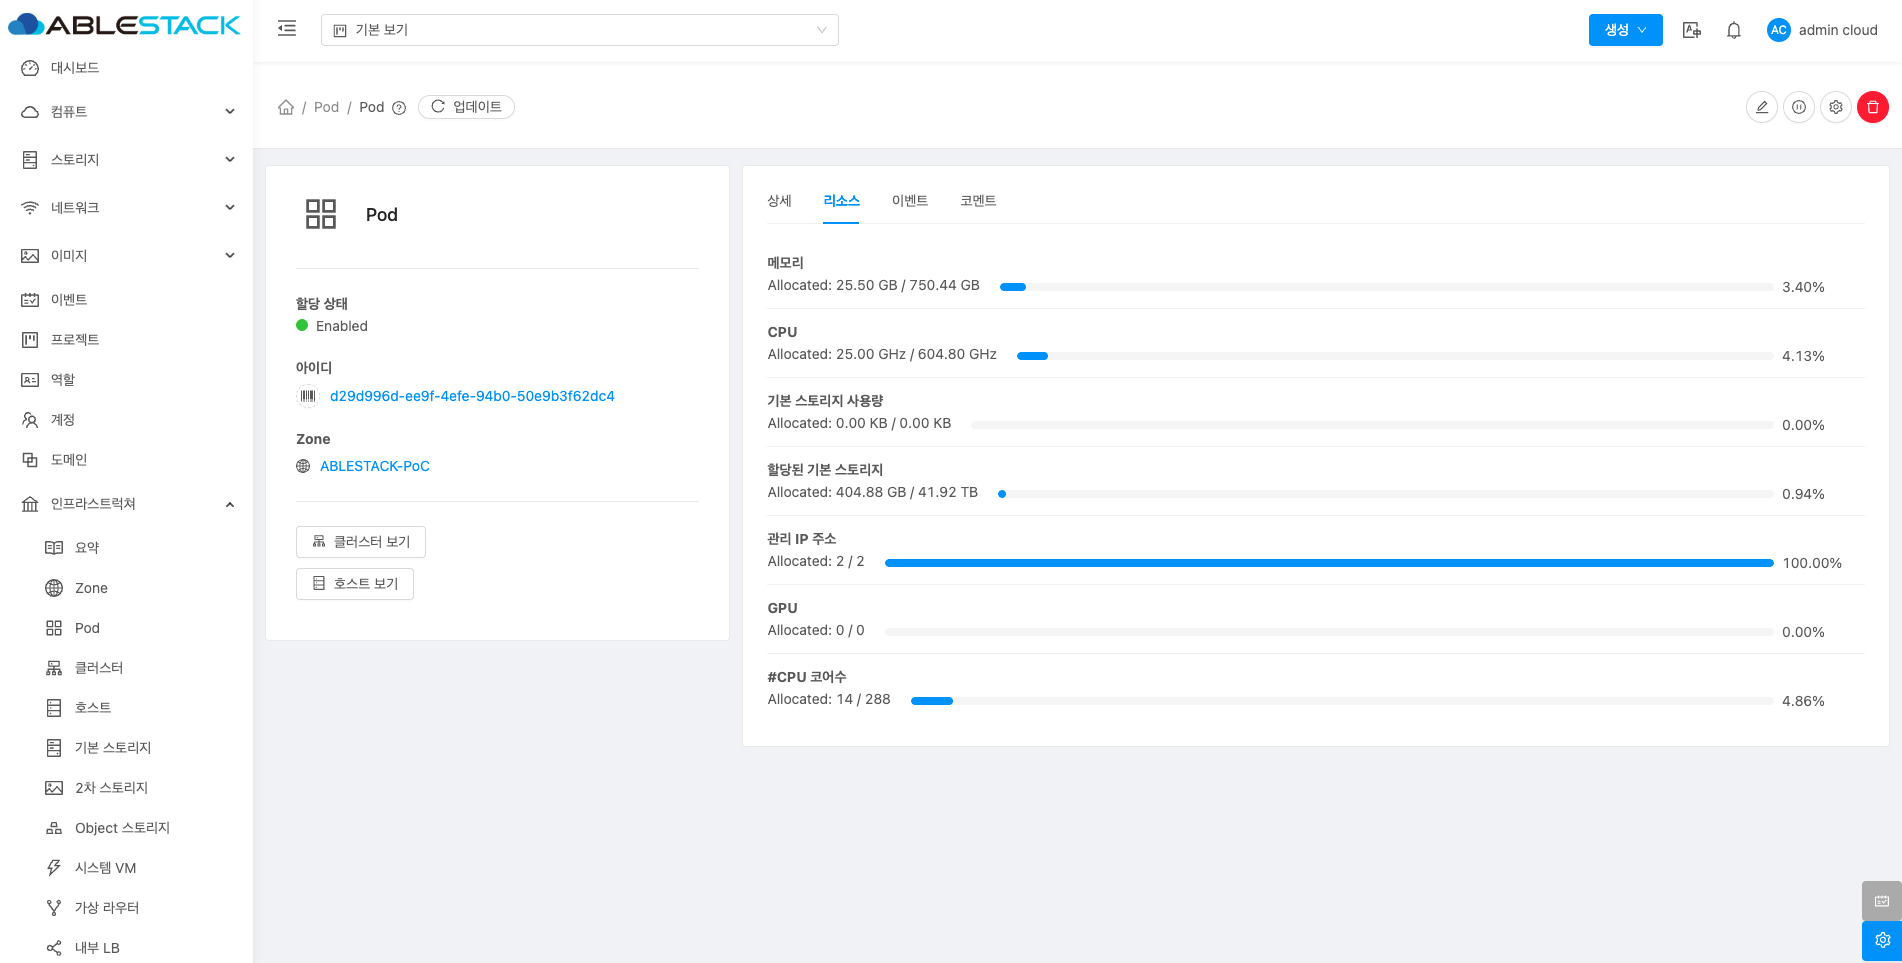 ABLESTACK
기본 보기
생성
AC
admin cloud
대시보드
컴퓨트
스토리지
네트워크
이미지
이벤트
프로젝트
역할
계정
도메인
인프라스트럭쳐
요약
Zone
Pod
클러스터
호스트
기본 스토리지
2차 스토리지
Object 스토리지
시스템 VM
가상 라우터
내부 LB
/ Pod / Pod
업데이트
Pod
할당 상태
Enabled
아이디
d29d996d-ee9f-4efe-94b0-50e9b3f62dc4
Zone
ABLESTACK-PoC
클러스터 보기
호스트 보기
상세 리소스 이벤트 코멘트
메모리
Allocated: 25.50 GB / 750.44 GB 3.40%
CPU
Allocated: 25.00 GHz / 604.80 GHz 4.13%
기본 스토리지 사용량
Allocated: 0.00 KB / 0.00 KB 0.00%
할당된 기본 스토리지
Allocated: 404.88 GB / 41.92 TB 0.94%
관리 IP 주소
Allocated: 2 / 2 100.00%
GPU
Allocated: 0 / 0 0.00%
#CPU 코어수
Allocated: 14 / 288 4.86%